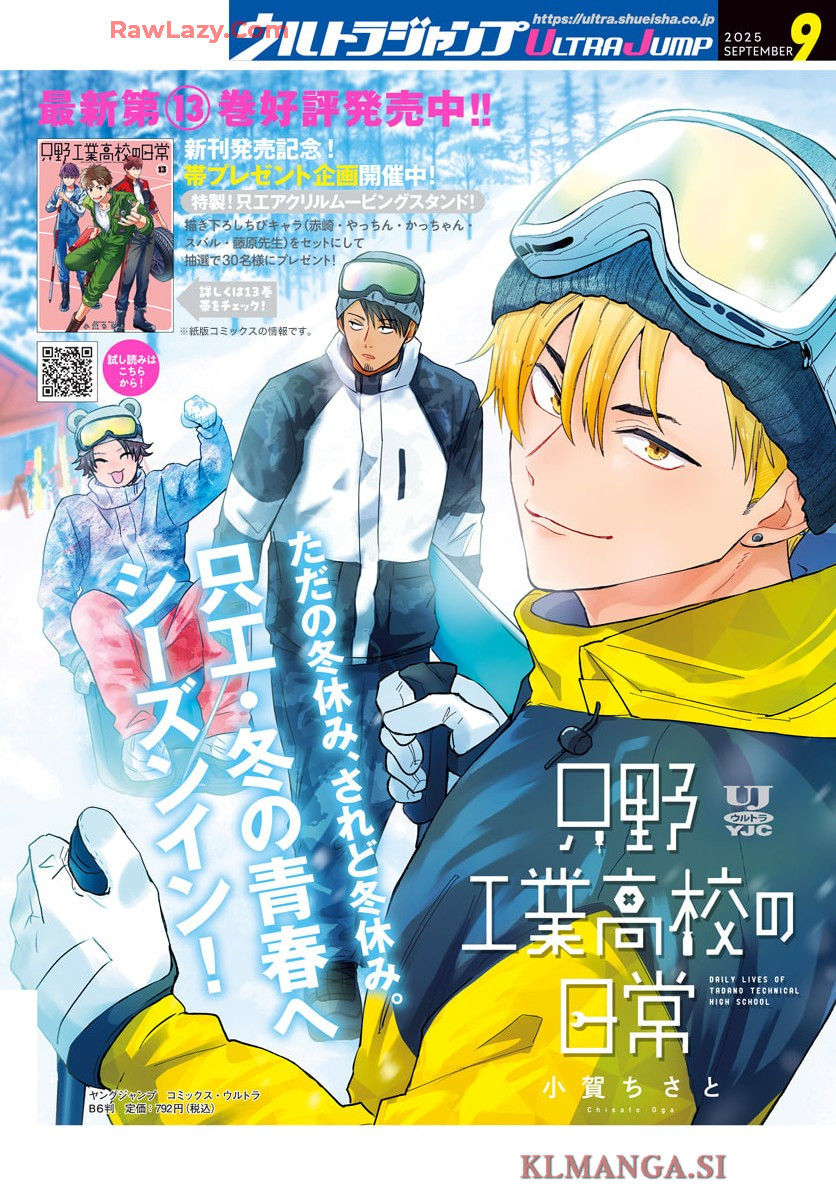 RawLazy.Com
ウルトラジャンプ
https://ultra.shueisha.co.jp
ULTRA JUMP
2025
SEPTEMBER
9
最新第⑬巻好評発売中!!
只野工業高校の日常
13
新刊発売記念！
帯プレゼント企画開催中！
特製！只工アクリルムービングスタンド！
描き下ろしちびキャラ（赤崎・やっちん・かっちゃん・
スバル・藤原先生）をセットにして
抽選で30名様にプレゼント！
詳しくは13巻
帯をチェック！
※紙版コミックスの情報です。
試し読みは
こちら
から！
ただの冬休み、されど冬休み。
只工・冬の青春へ
シーズンイン！
只野
工業高校の
日常
UJ
ウルトラ
YJC
DAILY LIVES OF
TADANO TECHNICAL
HIGH SCHOOL
小賀ちさと
Chisato Oga
ヤングジャンプ コミックス・ウルトラ
B6判 定価：792円（税込）
KLMANGA.SI